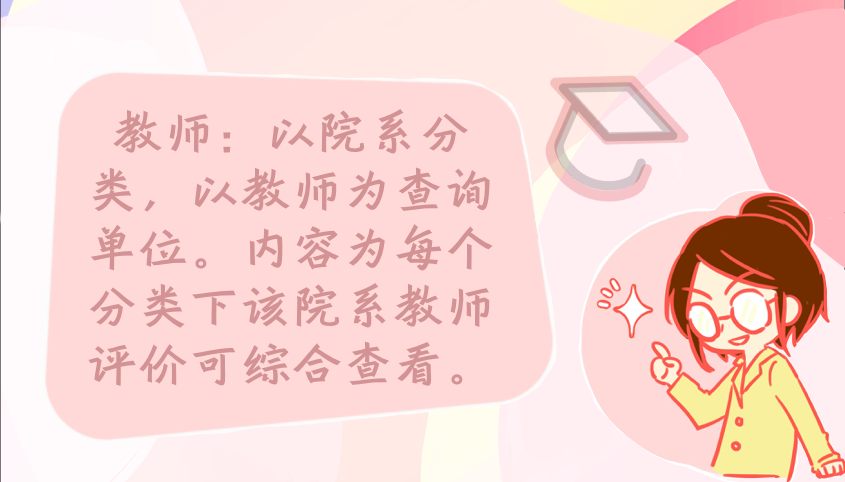 教师：以院系分
类，以教师为查询
单位。内容为每个
分类下该院系教师
评价可综合查看。